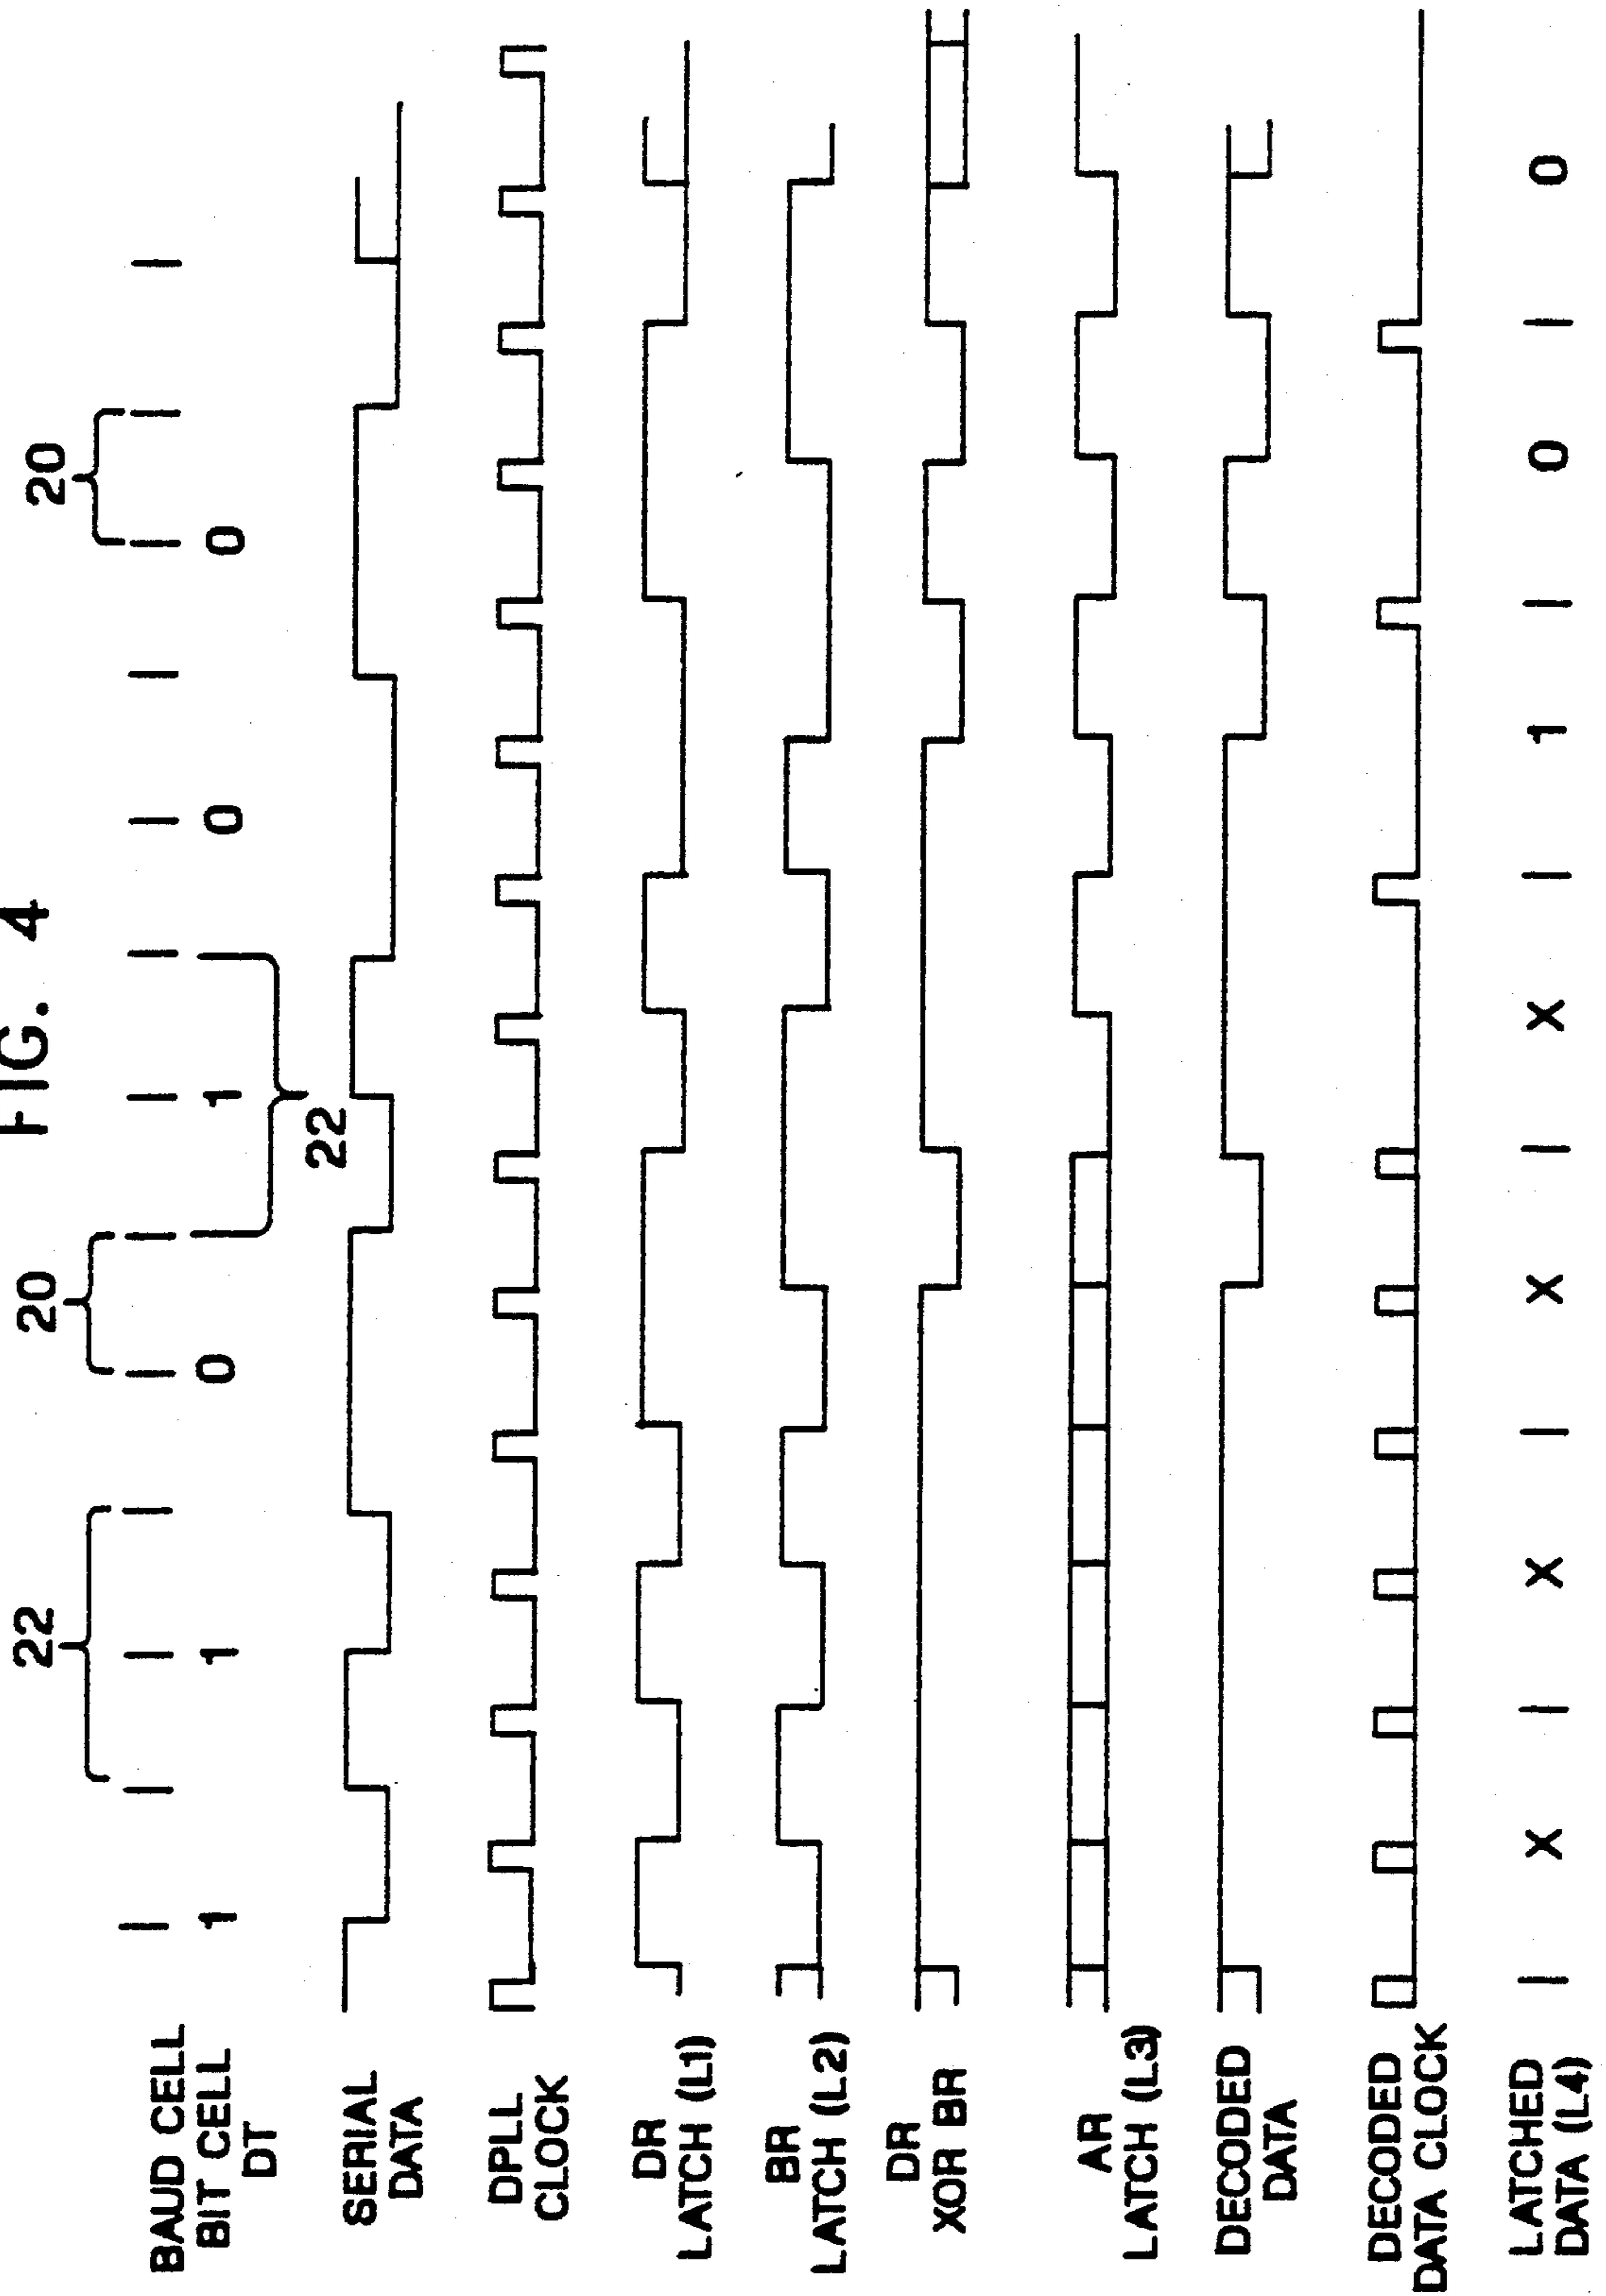 FIG. 4
22 20 20
BAUD CELL
BIT CELL 1 1 0 1 0 0
DT
22
SERIAL
DATA
DPLL
CLOCK
DR
LATCH (L1)
BR
LATCH (L2)
DR
XOR BR
AR
LATCH (L3)
DECODED
DATA
DECODED
DATA CLOCK
LATCHED
DATA (L4)
X X X X 1 0 0